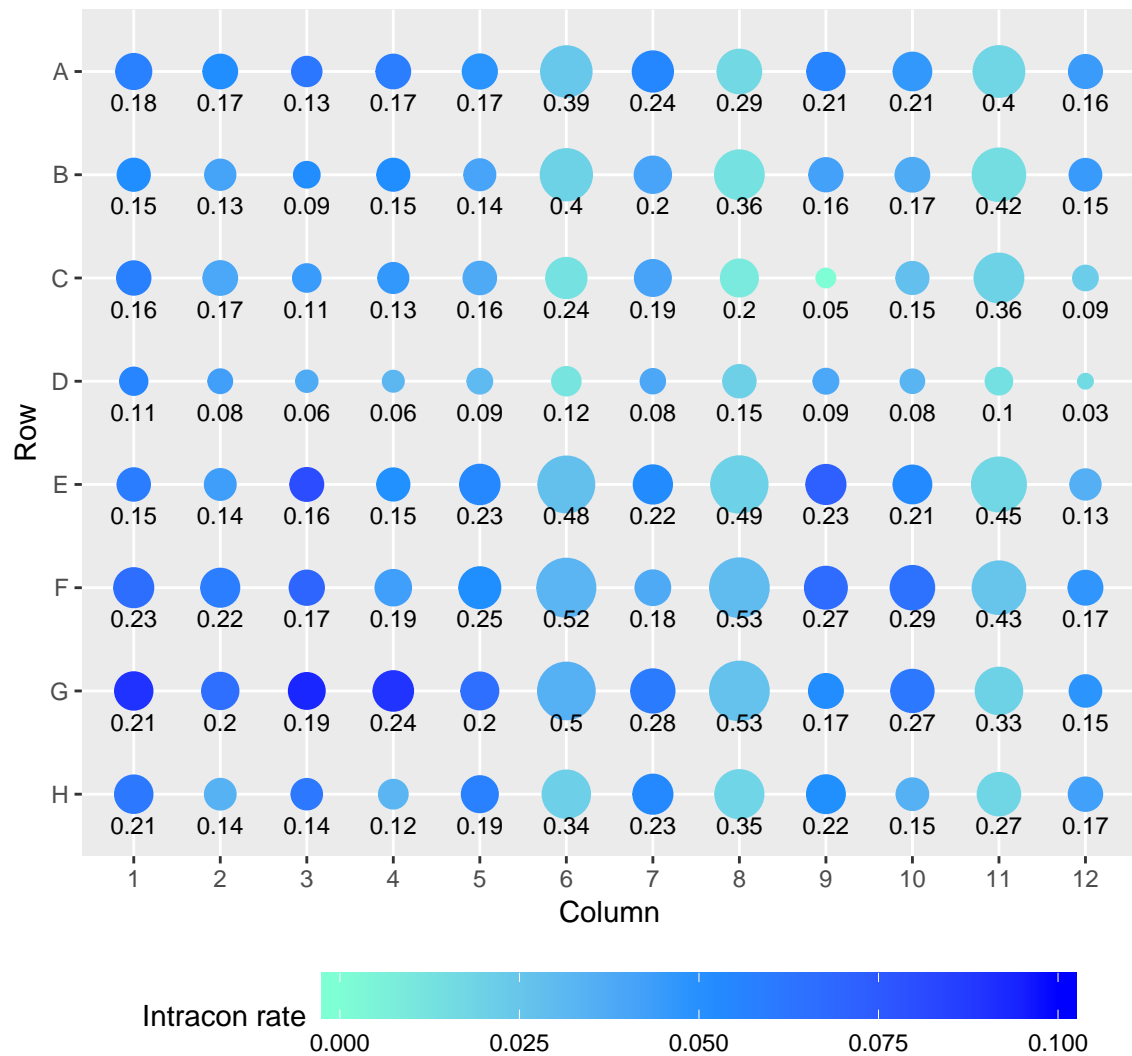 A
0.18 0.17 0.13 0.17 0.17 0.39 0.24 0.29 0.21 0.21 0.4 0.16
B
0.15 0.13 0.09 0.15 0.14 0.4 0.2 0.36 0.16 0.17 0.42 0.15
C
0.16 0.17 0.11 0.13 0.16 0.24 0.19 0.2 0.05 0.15 0.36 0.09
D
0.11 0.08 0.06 0.06 0.09 0.12 0.08 0.15 0.09 0.08 0.1 0.03
Row
E
0.15 0.14 0.16 0.15 0.23 0.48 0.22 0.49 0.23 0.21 0.45 0.13
F
0.23 0.22 0.17 0.19 0.25 0.52 0.18 0.53 0.27 0.29 0.43 0.17
G
0.21 0.2 0.19 0.24 0.2 0.5 0.28 0.53 0.17 0.27 0.33 0.15
H
0.21 0.14 0.14 0.12 0.19 0.34 0.23 0.35 0.22 0.15 0.27 0.17
1 2 3 4 5 6 7 8 9 10 11 12
Column
Intracon rate
0.000 0.025 0.050 0.075 0.100